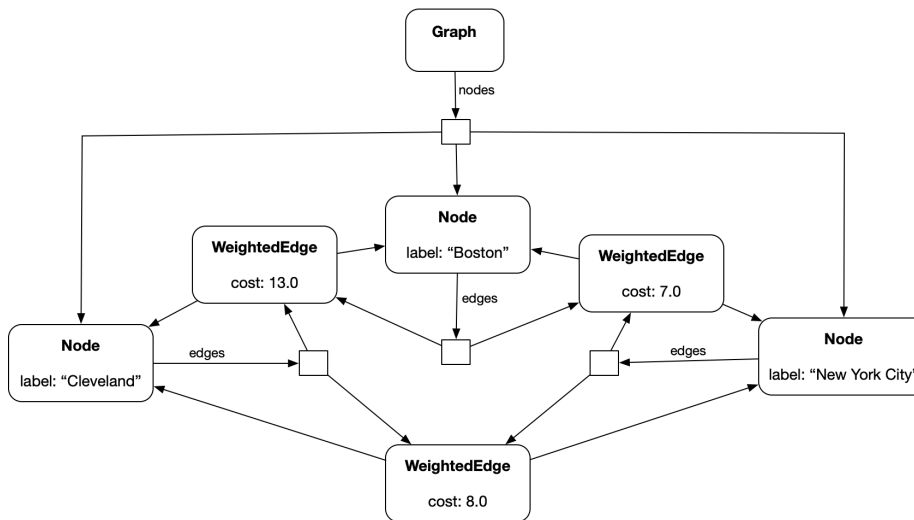 Graph
nodes
Node
label: “Boston”
WeightedEdge
cost: 13.0
WeightedEdge
cost: 7.0
edges
Node
label: “Cleveland”
edges
edges
Node
label: “New York City”
WeightedEdge
cost: 8.0